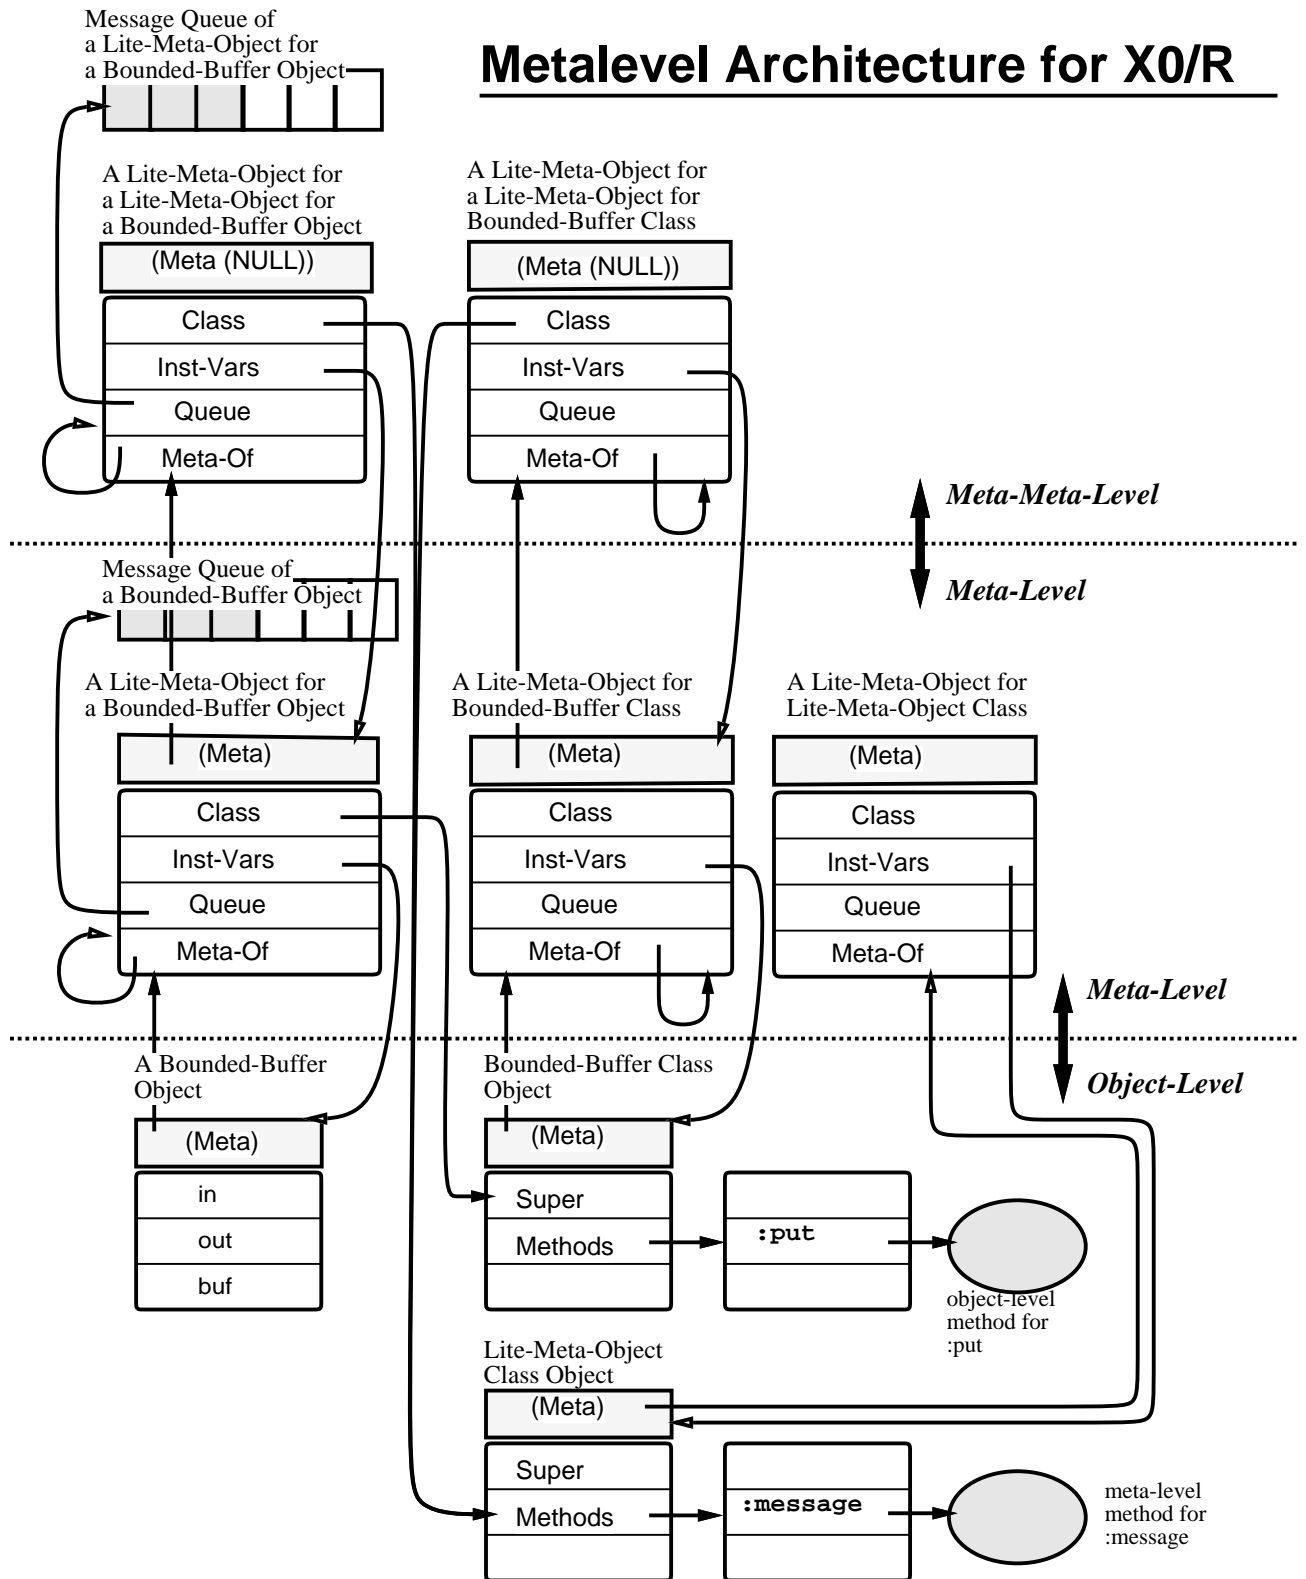 Message Queue of
a Lite-Meta-Object for
a Bounded-Buffer Object
Metalevel Architecture for X0/R
A Lite-Meta-Object for
a Lite-Meta-Object for
a Bounded-Buffer Object
(Meta (NULL))
Class
Inst-Vars
Queue
Meta-Of
A Lite-Meta-Object for
a Lite-Meta-Object for
Bounded-Buffer Class
(Meta (NULL))
Class
Inst-Vars
Queue
Meta-Of
Meta-Meta-Level
Meta-Level
Message Queue of
a Bounded-Buffer Object
A Lite-Meta-Object for
a Bounded-Buffer Object
(Meta)
Class
Inst-Vars
Queue
Meta-Of
A Lite-Meta-Object for
Bounded-Buffer Class
(Meta)
Class
Inst-Vars
Queue
Meta-Of
A Lite-Meta-Object for
Lite-Meta-Object Class
(Meta)
Class
Inst-Vars
Queue
Meta-Of
Meta-Level
Object-Level
A Bounded-Buffer
Object
(Meta)
in
out
buf
Bounded-Buffer Class
Object
(Meta)
Super
Methods
:put
object-level
method for
:put
Lite-Meta-Object
Class Object
(Meta)
Super
Methods
:message
meta-level
method for
:message